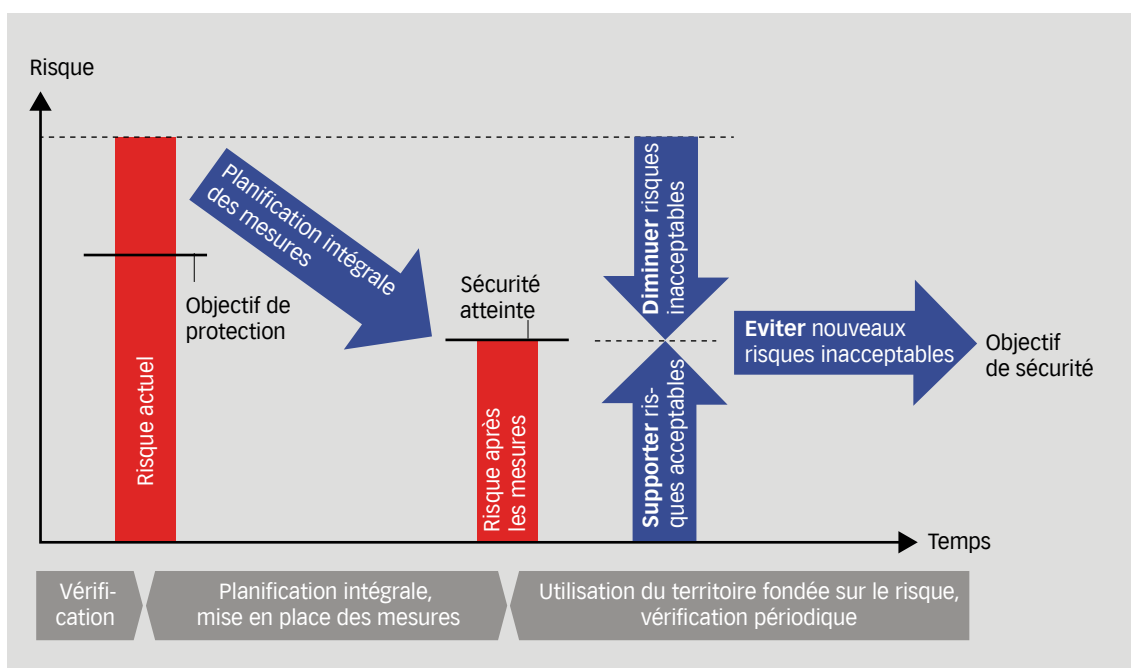 Risque
Planification intégrale
des mesures
Objectif de
protection
Risque actuel
Sécurité
atteinte
Risque après
les mesures
Diminuer risques
inacceptables
Supporter ris-
ques acceptables
Eviter nouveaux
risques inacceptables
Objectif
de sécurité
Temps
Vérifi-
cation
Planification intégrale,
mise en place des mesures
Utilisation du territoire fondée sur le risque,
vérification périodique